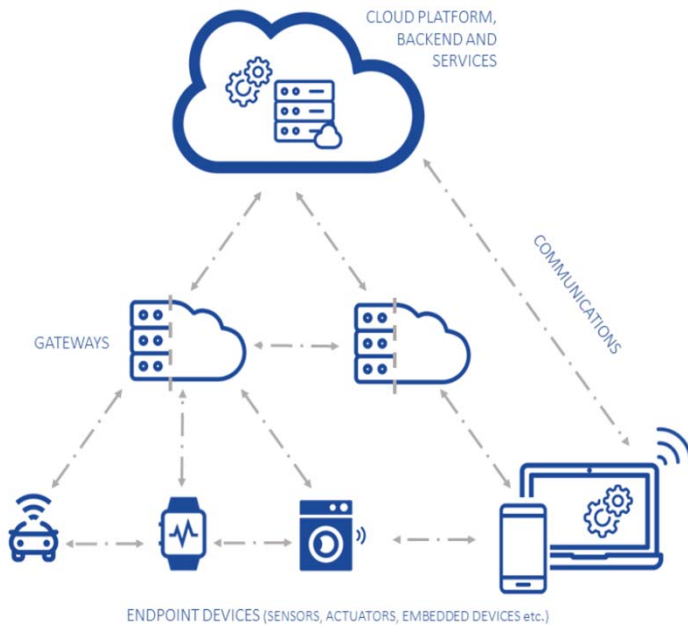 CLOUD PLATFORM,
BACKEND AND
SERVICES
COMMUNICATIONS
GATEWAYS
ENDPOINT DEVICES (SENSORS, ACTUATORS, EMBEDDED DEVICES etc.)